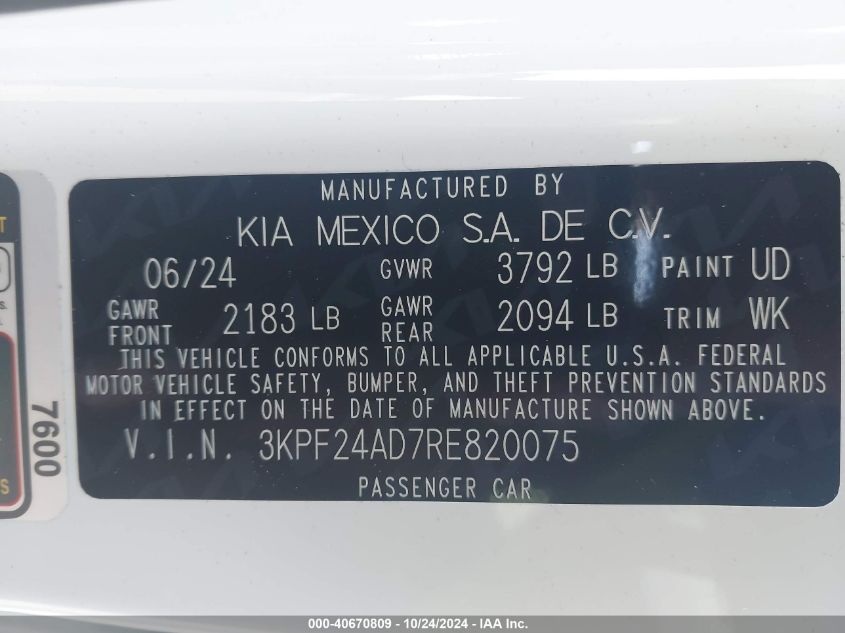 MANUFACTURED BY
KIA MEXICO S.A. DE C.V.
06/24 GVWR 3792 LB PAINT UD
GAWR FRONT 2183 LB GAWR REAR 2094 LB TRIM WK
THIS VEHICLE CONFORMS TO ALL APPLICABLE U.S.A. FEDERAL
MOTOR VEHICLE SAFETY, BUMPER, AND THEFT PREVENTION STANDARDS
IN EFFECT ON THE DATE OF MANUFACTURE SHOWN ABOVE.
V.I.N. 3KPF24AD7RE820075
PASSENGER CAR
7600
000-40670809 - 10/24/2024 - IAA Inc.